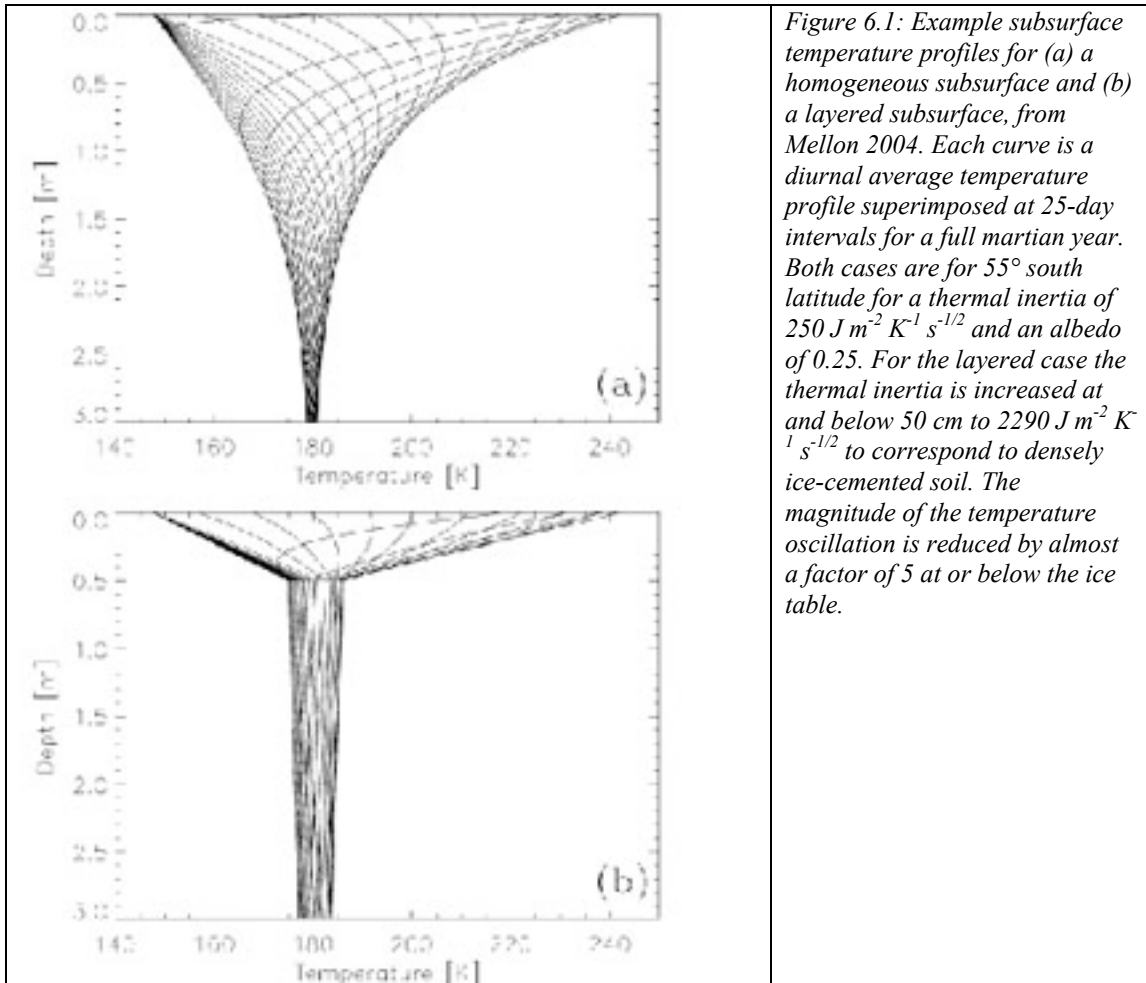 0.0
0.5
1.0
1.5
2.0
2.5
Depth [m]
(a)
140 160 180 200 220 240
Temperature [K]
0.0
0.5
1.0
1.5
2.0
2.5
Depth [m]
(b)
140 160 180 200 220 240
Temperature [K]
Figure 6.1: Example subsurface
temperature profiles for (a) a
homogeneous subsurface and (b)
a layered subsurface, from
Mellon 2004. Each curve is a
diurnal average temperature
profile superimposed at 25-day
intervals for a full martian year.
Both cases are for 55° south
latitude for a thermal inertia of
250 J m-2 K-1 s-1/2 and an albedo
of 0.25. For the layered case the
thermal inertia is increased at
and below 50 cm to 2290 J m-2 K-
1 s-1/2 to correspond to densely
ice-cemented soil. The
magnitude of the temperature
oscillation is reduced by almost
a factor of 5 at or below the ice
table.